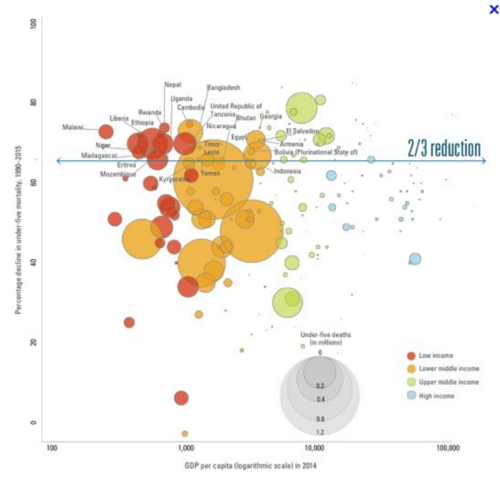 ×
Percentage decline in under-five mortality, 1990-2015
100
80
60
40
20
0
Nepal
Bangladesh
Uganda
Cambodia
United Republic of
Tanzania
Rwanda
Liberia
Ethiopia
Malawi
Bhutan
Georgia
Nicaragua
Egypt
El Salvador
Armenia
Bolivia (Plurinational State of)
Niger
Madagascar
Timor-
Leste
2/3 reduction
Eritrea
Mozambique
Kyrgyzstan
Yemen
Indonesia
Under-five deaths
(in millions)
0
0.2
0.4
0.8
1.2
Low income
Lower middle income
Upper middle income
High income
100
1,000
10,000
100,000
GDP per capita (logarithmic scale) in 2014